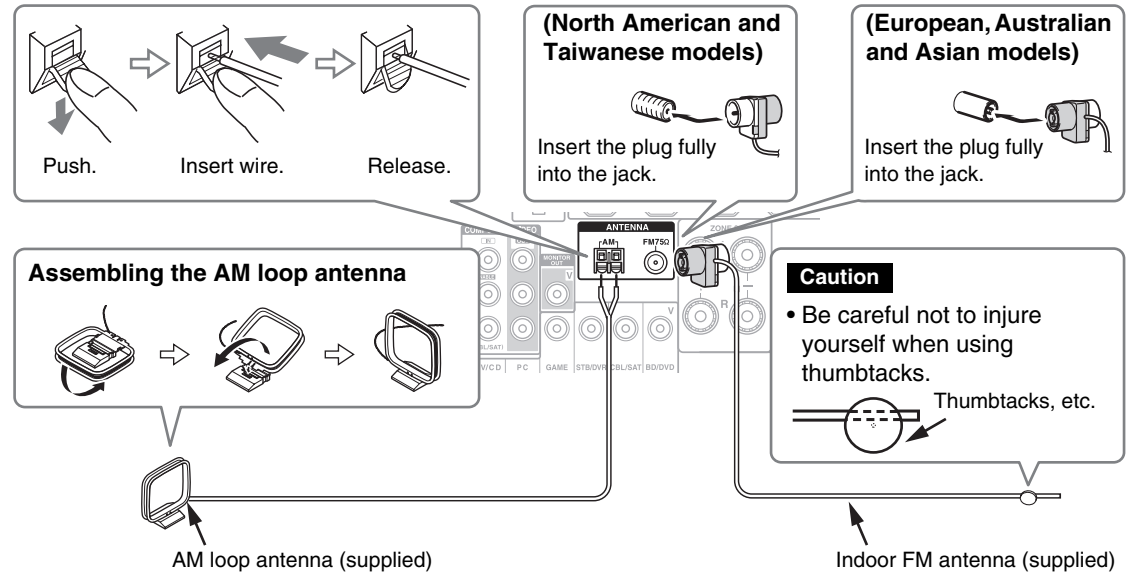 Push.
Insert wire.
Release.
(North American and
Taiwanese models)
Insert the plug fully
into the jack.
(European, Australian
and Asian models)
Insert the plug fully
into the jack.
ANTENNA
AM
FM75Ω
IN
MONITOR
OUT
V
V
R
GAME
STB/DVR
CBL/SAT
BD/DVD
PC
V/CD
Assembling the AM loop antenna
Caution
• Be careful not to injure
yourself when using
thumbtacks.
Thumbtacks, etc.
AM loop antenna (supplied)
Indoor FM antenna (supplied)